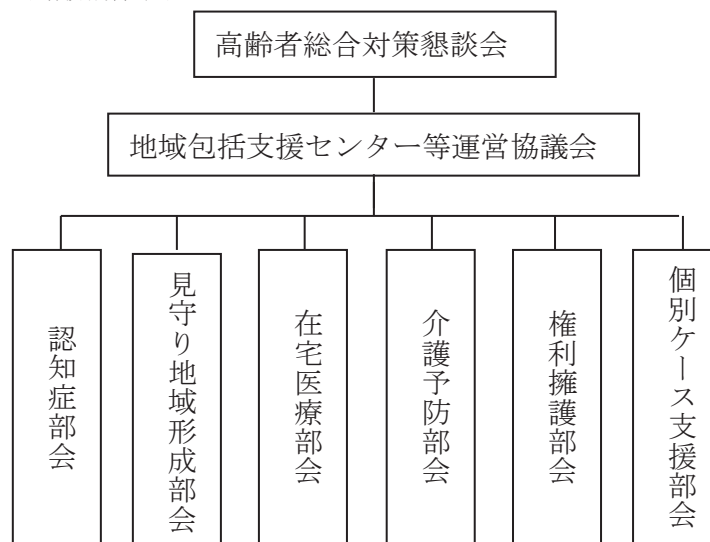 高齢者総合対策懇談会
地域包括支援センター等運営協議会
認知症部会
見守り地域形成部会
在宅医療部会
介護予防部会
権利擁護部会
個別ケース支援部会